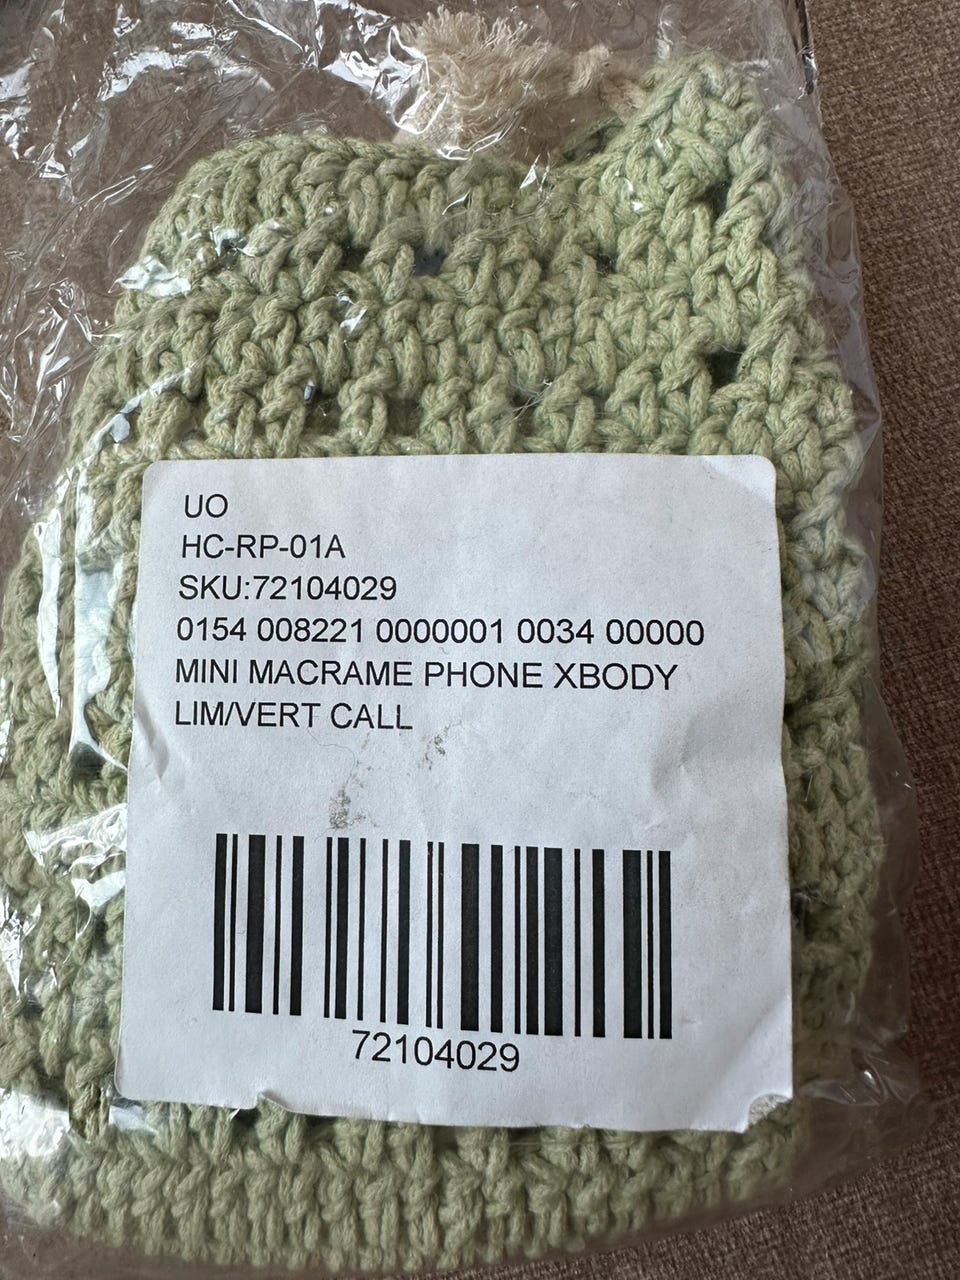 UO
HC-RP-01A
SKU:72104029
0154 008221 0000001 0034 00000
MINI MACRAME PHONE XBODY
LIM/VERT CALL
72104029